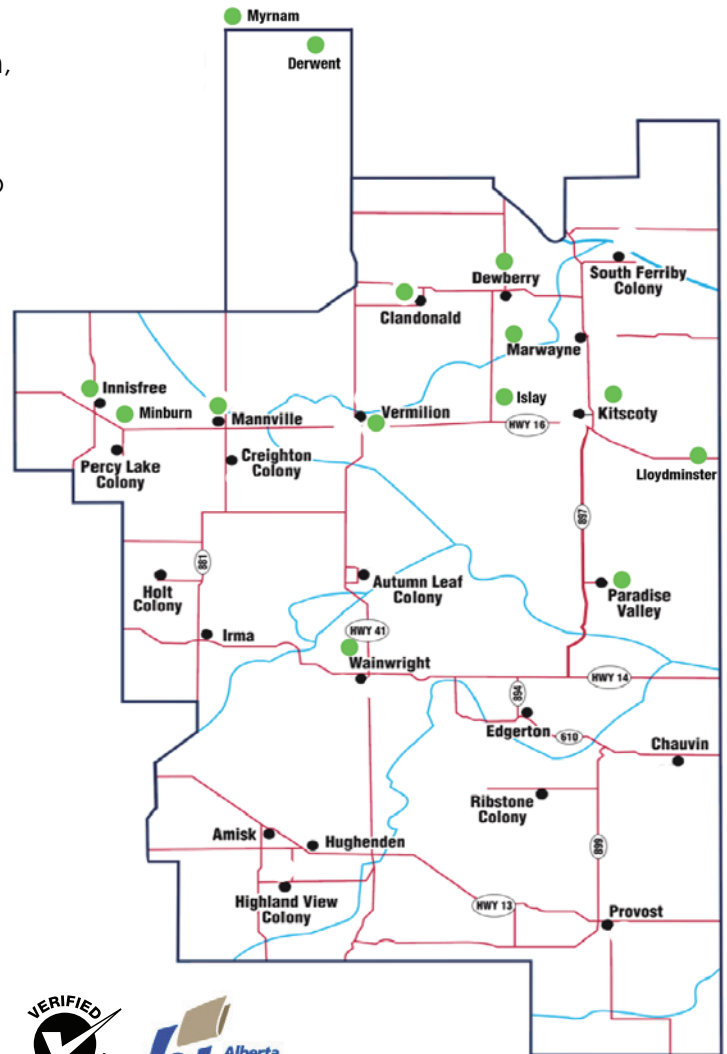 Myrnam
Derwent
,
South Ferriby
Colony
Dewberry
Clandonald
Marwayne
Innisfree
Minburn
Mannville
Vermilion
Islay
Kitscoty
HWY 16
Percy Lake
Colony
Creighton
Colony
Lloydminster
897
881
Holt
Colony
Autumn Leaf
Colony
Paradise
Valley
Irma
HWY 41
Wainwright
HWY 14
894
Edgerton
610
Chauvin
Ribstone
Colony
Amisk
Hughenden
899
Highland View
Colony
HWY 13
Provost
VERIFIED
Alberta